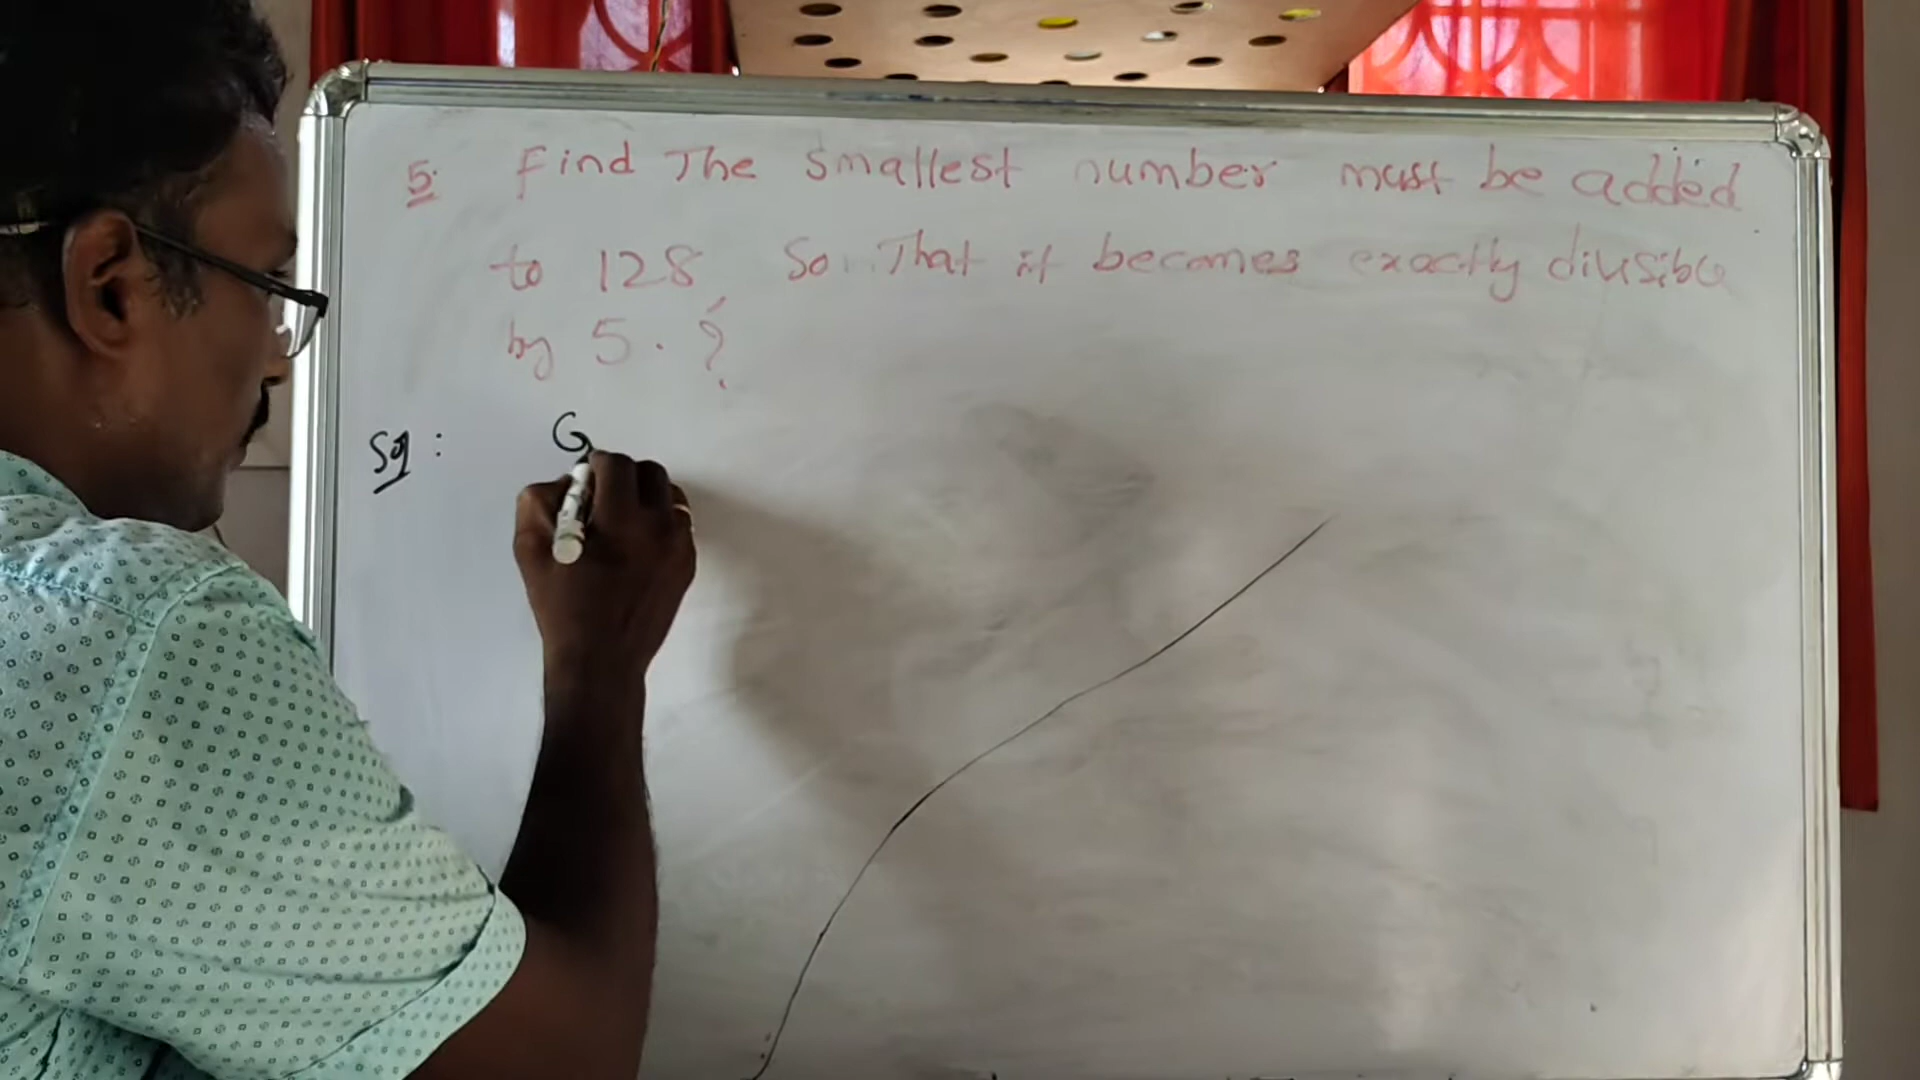 5. Find The Smallest number must be added
to 128, So That it becomes exactly divisible
by 5. ?
Sol : G